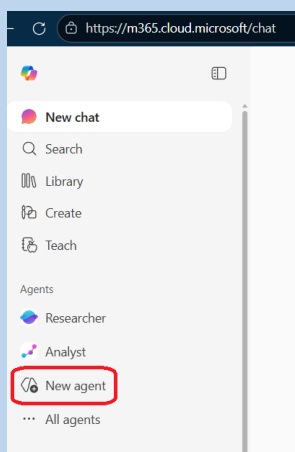 https://m365.cloud.microsoft/chat
New chat
Search
Library
Create
Teach
Agents
Researcher
Analyst
New agent
All agents